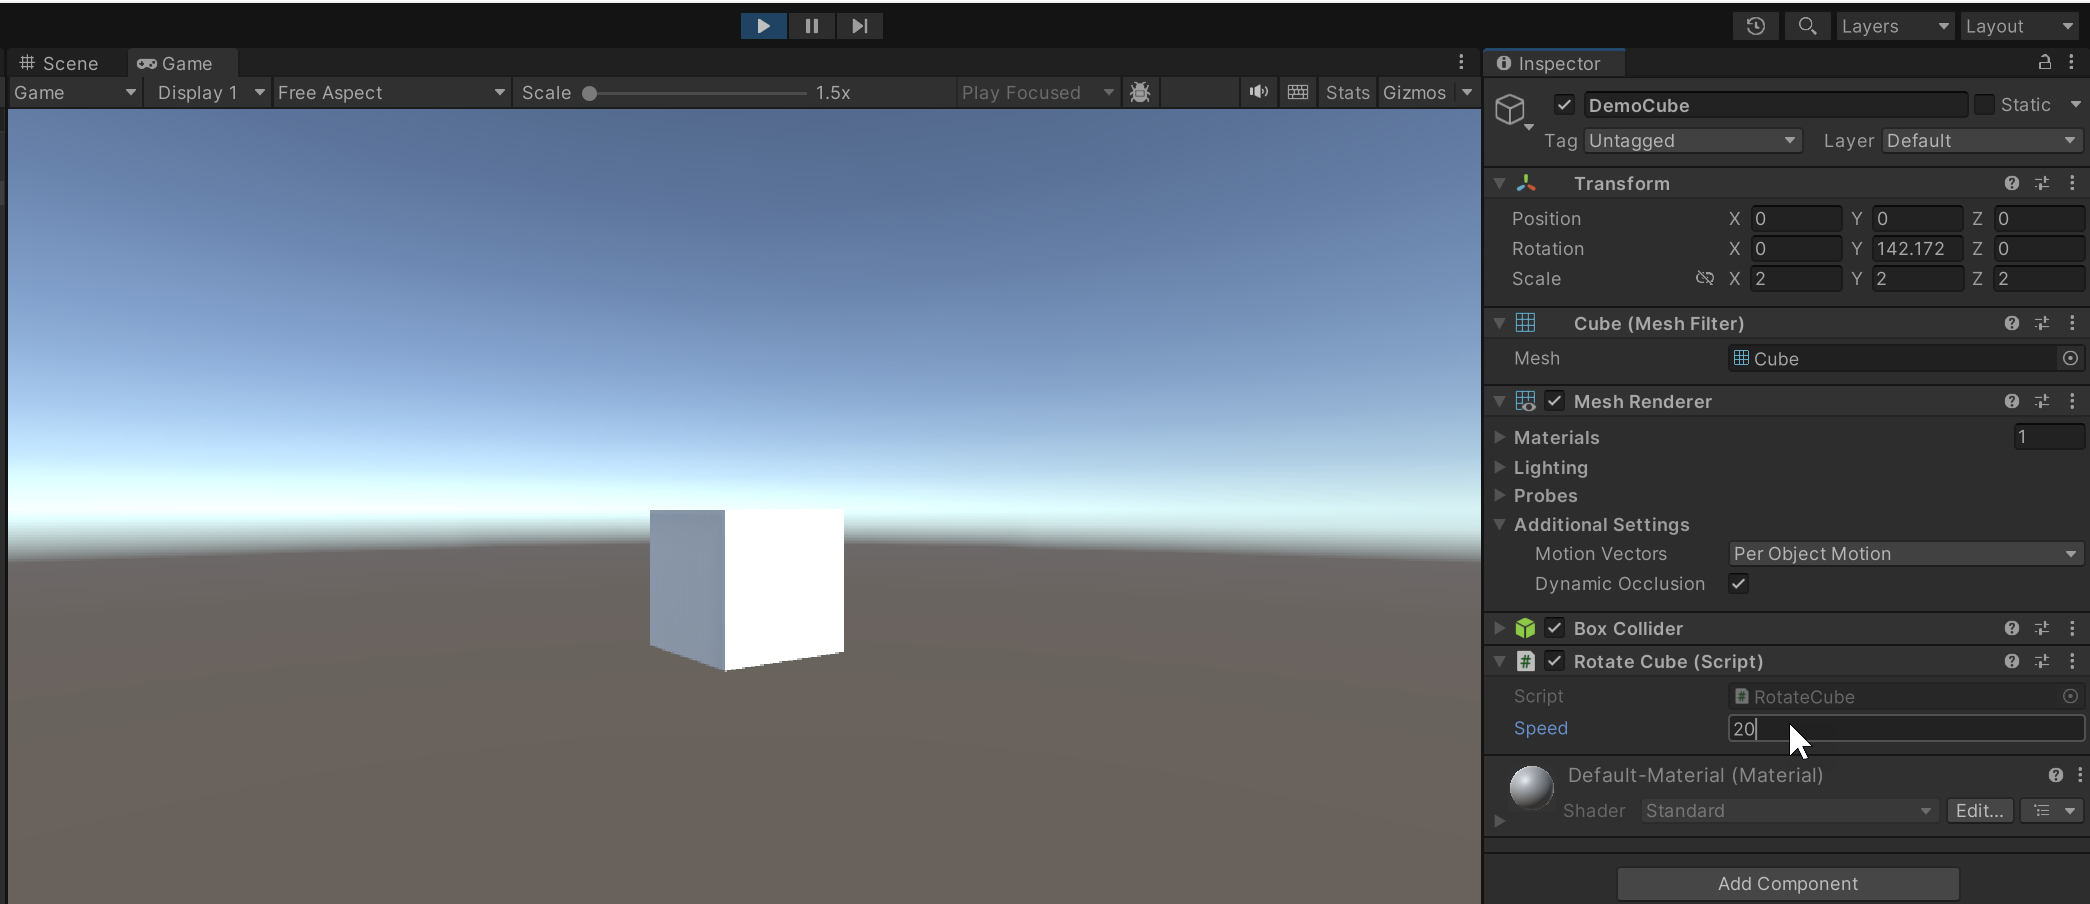 Layers
Layout
Scene
Game
Inspector
Game
Display 1
Free Aspect
Scale
1.5x
Play Focused
Stats
Gizmos
DemoCube
Static
Tag
Untagged
Layer
Default
Transform
Position X 0 Y 0 Z 0
Rotation X 0 Y 142.172 Z 0
Scale X 2 Y 2 Z 2
Cube (Mesh Filter)
Mesh
Cube
Mesh Renderer
Materials
1
Lighting
Probes
Additional Settings
Motion Vectors
Per Object Motion
Dynamic Occlusion
Box Collider
# Rotate Cube (Script)
Script
# RotateCube
Speed
20
Default-Material (Material)
Shader
Standard
Edit...
Add Component